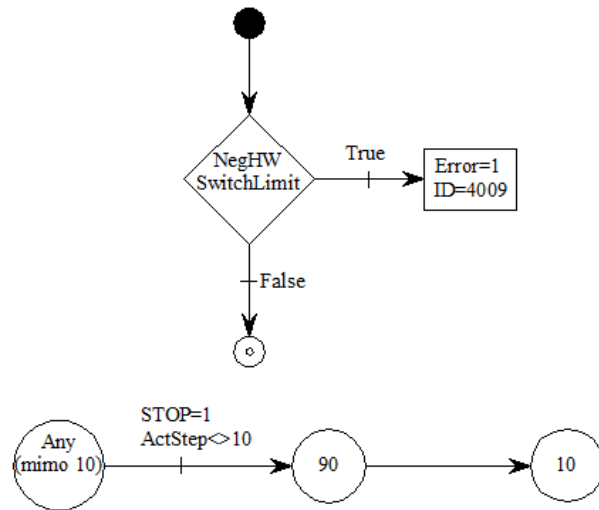 NegHW
SwitchLimit
True
Error=1
ID=4009
False
STOP=1
ActStep<>10
Any
(mimo 10)
90
10